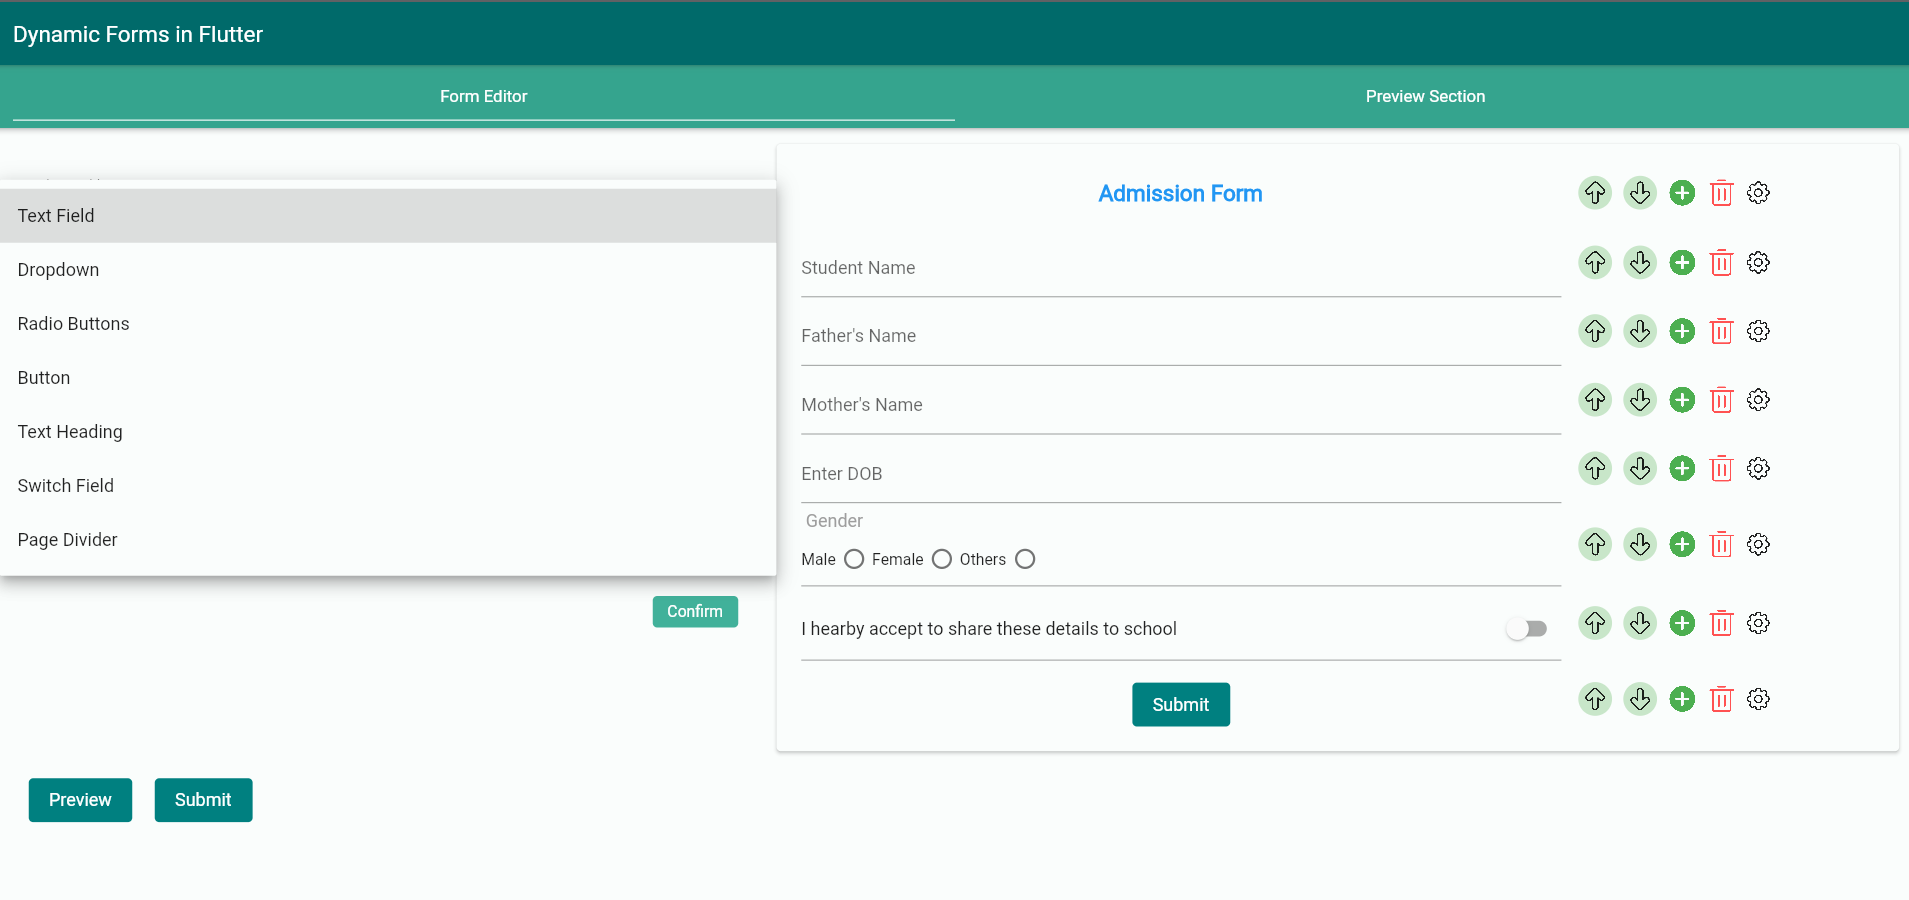 Dynamic Forms in Flutter
Form Editor
Preview Section
Text Field
Dropdown
Radio Buttons
Button
Text Heading
Switch Field
Page Divider
Confirm
Admission Form
Student Name
Father's Name
Mother's Name
Enter DOB
Gender
Male Female Others
I hearby accept to share these details to school
Submit
Preview Submit